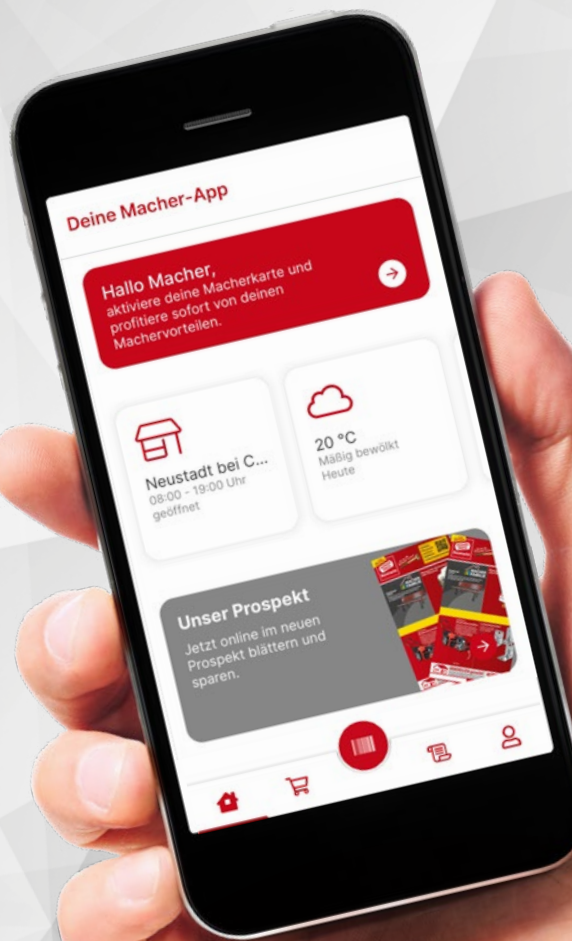 Deine Macher-App
Hallo Macher,
aktiviere deine Macherkarte und
profitiere sofort von deinen
Machervorteilen.
Neustadt bei C...
08:00 - 19:00 Uhr
geöffnet
20 °C
Mäßig bewölkt
Heute
Unser Prospekt
Jetzt online im neuen
Prospekt blättern und
sparen.